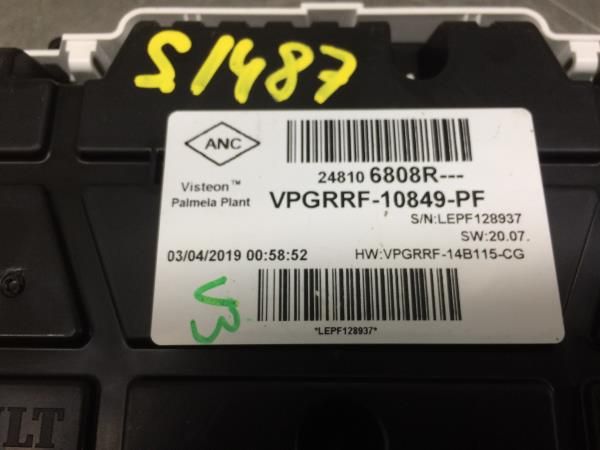 S1487
ANC
24810 6808R---
Visteon™
Palmela Plant
VPGRRF-10849-PF
S/N:LEPF128937
SW:20.07.
03/04/2019 00:58:52
HW:VPGRRF-14B115-CG
V3
*LEPF128937*
ULT